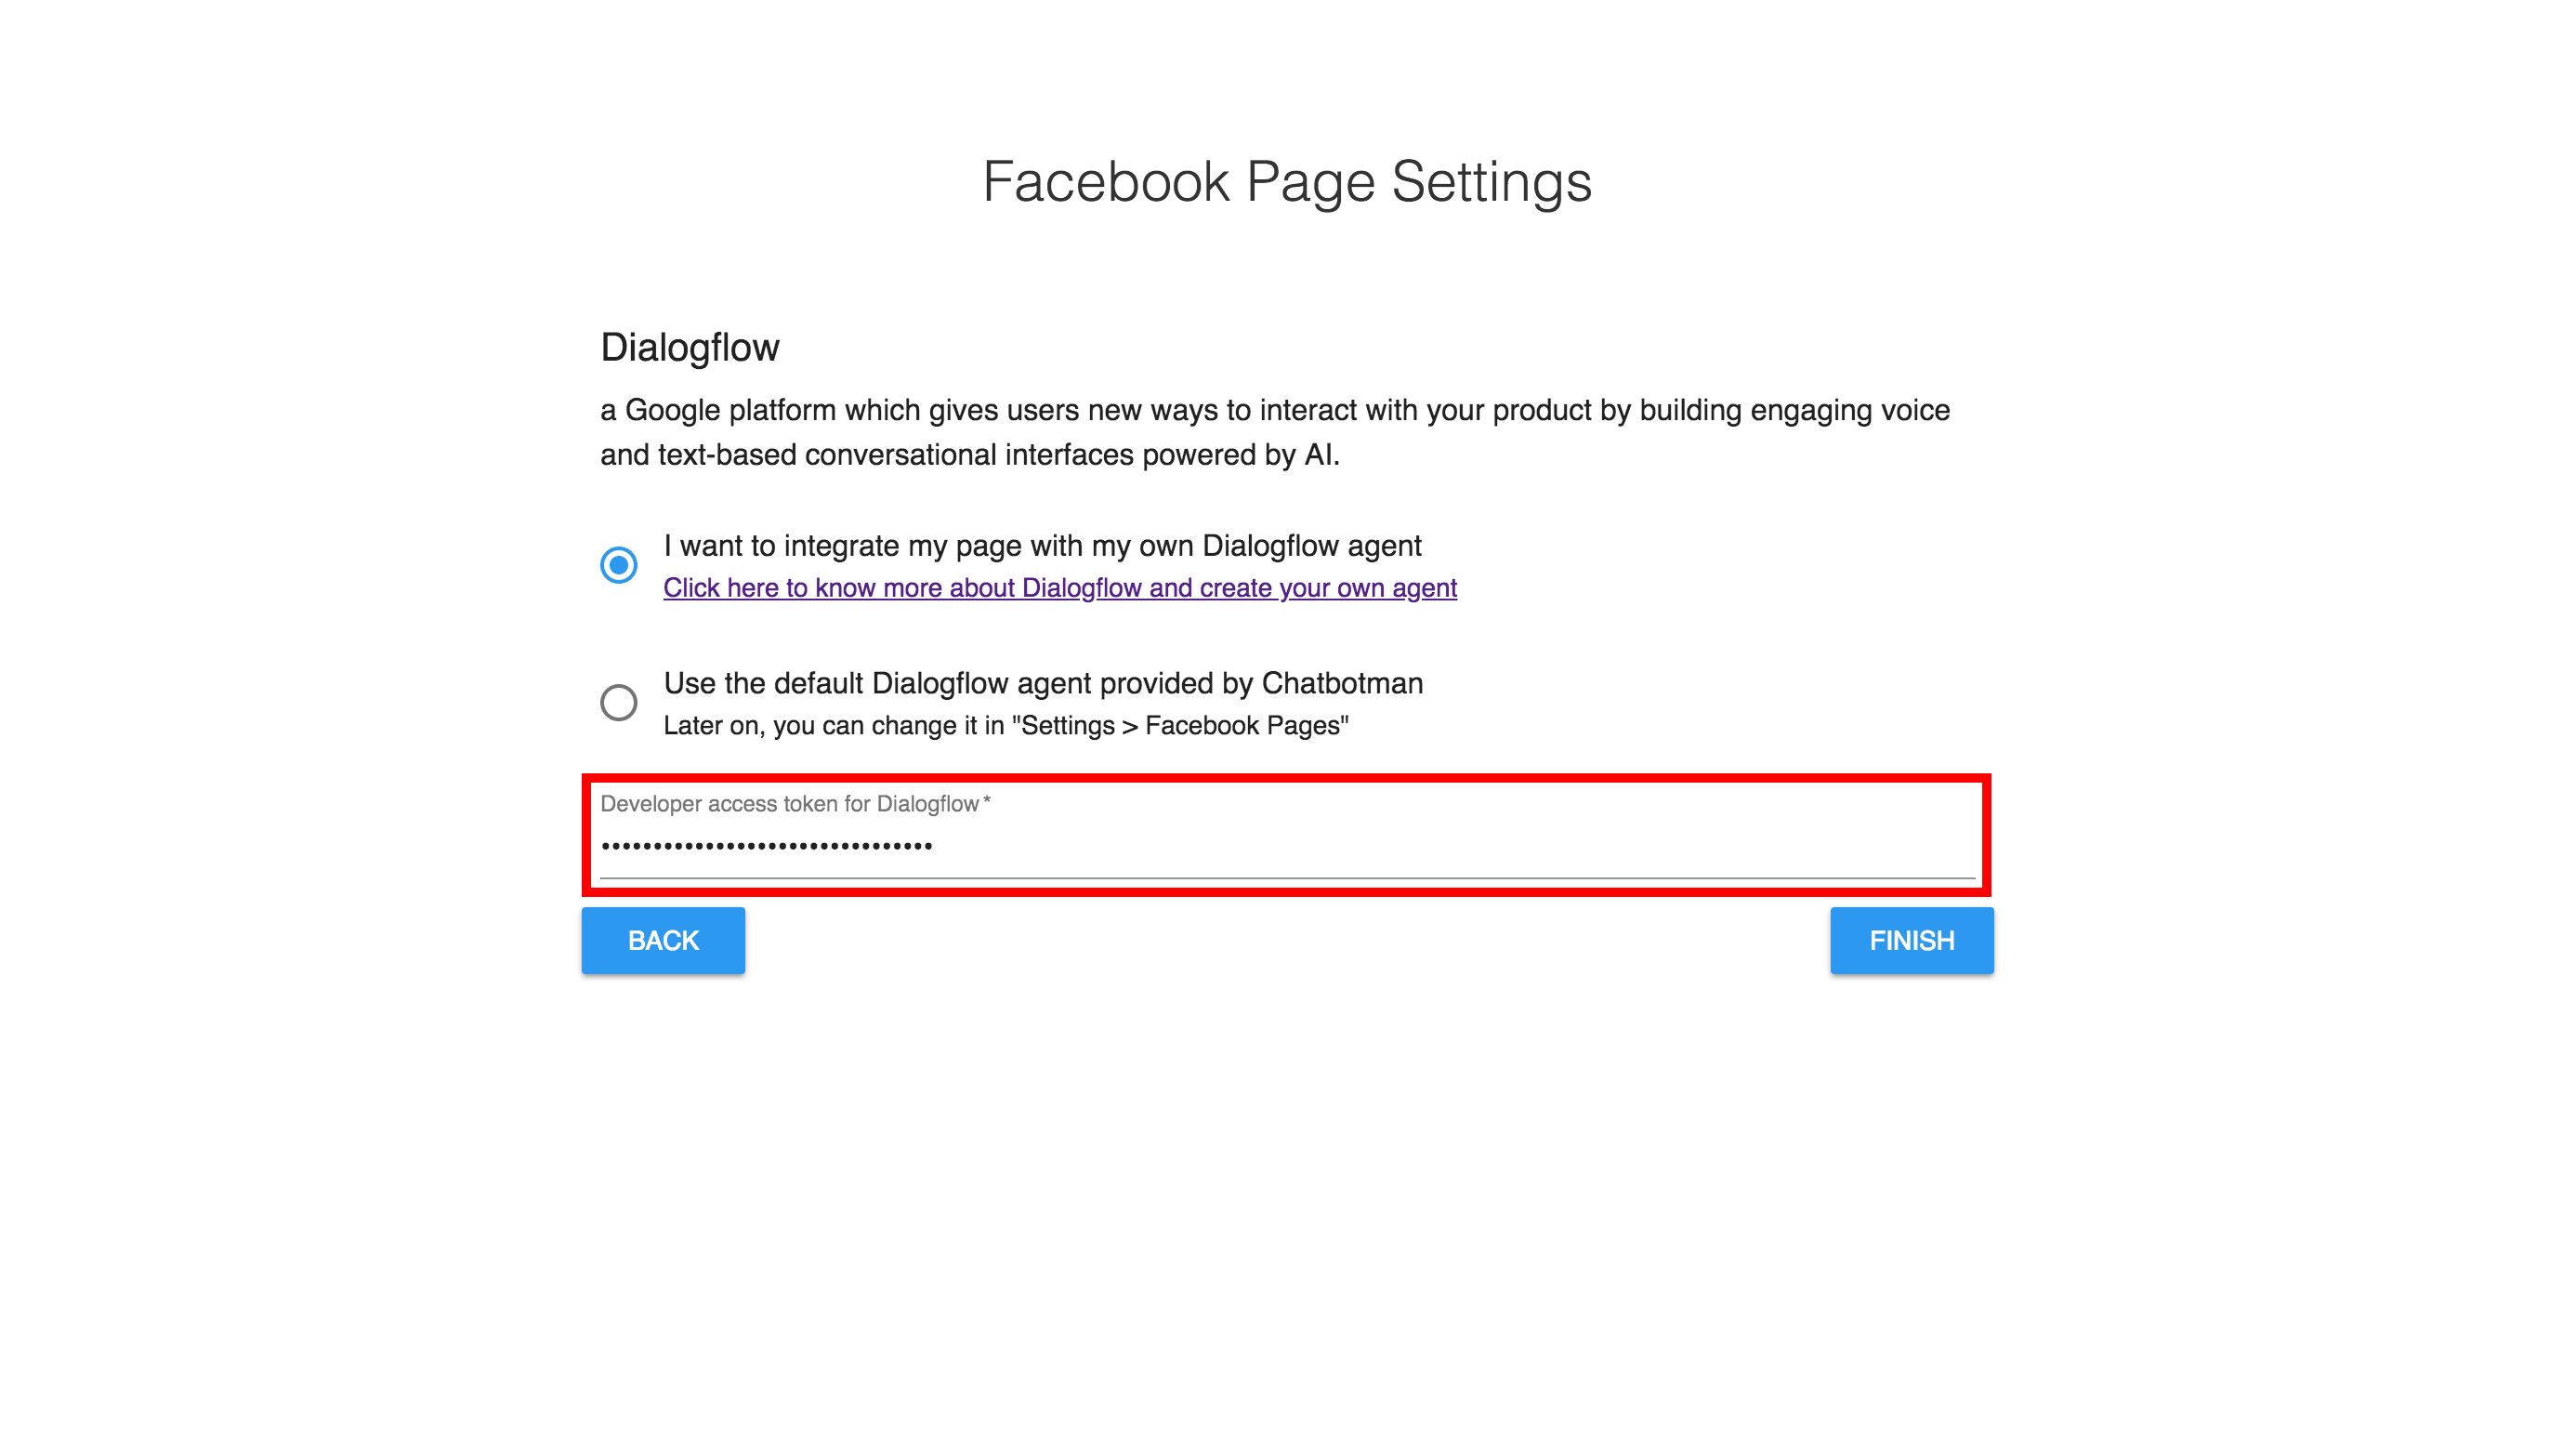 Facebook Page Settings
Dialogflow
a Google platform which gives users new ways to interact with your product by building engaging voice
and text-based conversational interfaces powered by AI.
I want to integrate my page with my own Dialogflow agent
Click here to know more about Dialogflow and create your own agent
Use the default Dialogflow agent provided by Chatbotman
Later on, you can change it in "Settings > Facebook Pages"
Developer access token for Dialogflow *
••••••••••••••••••••••••••••••••
BACK
FINISH